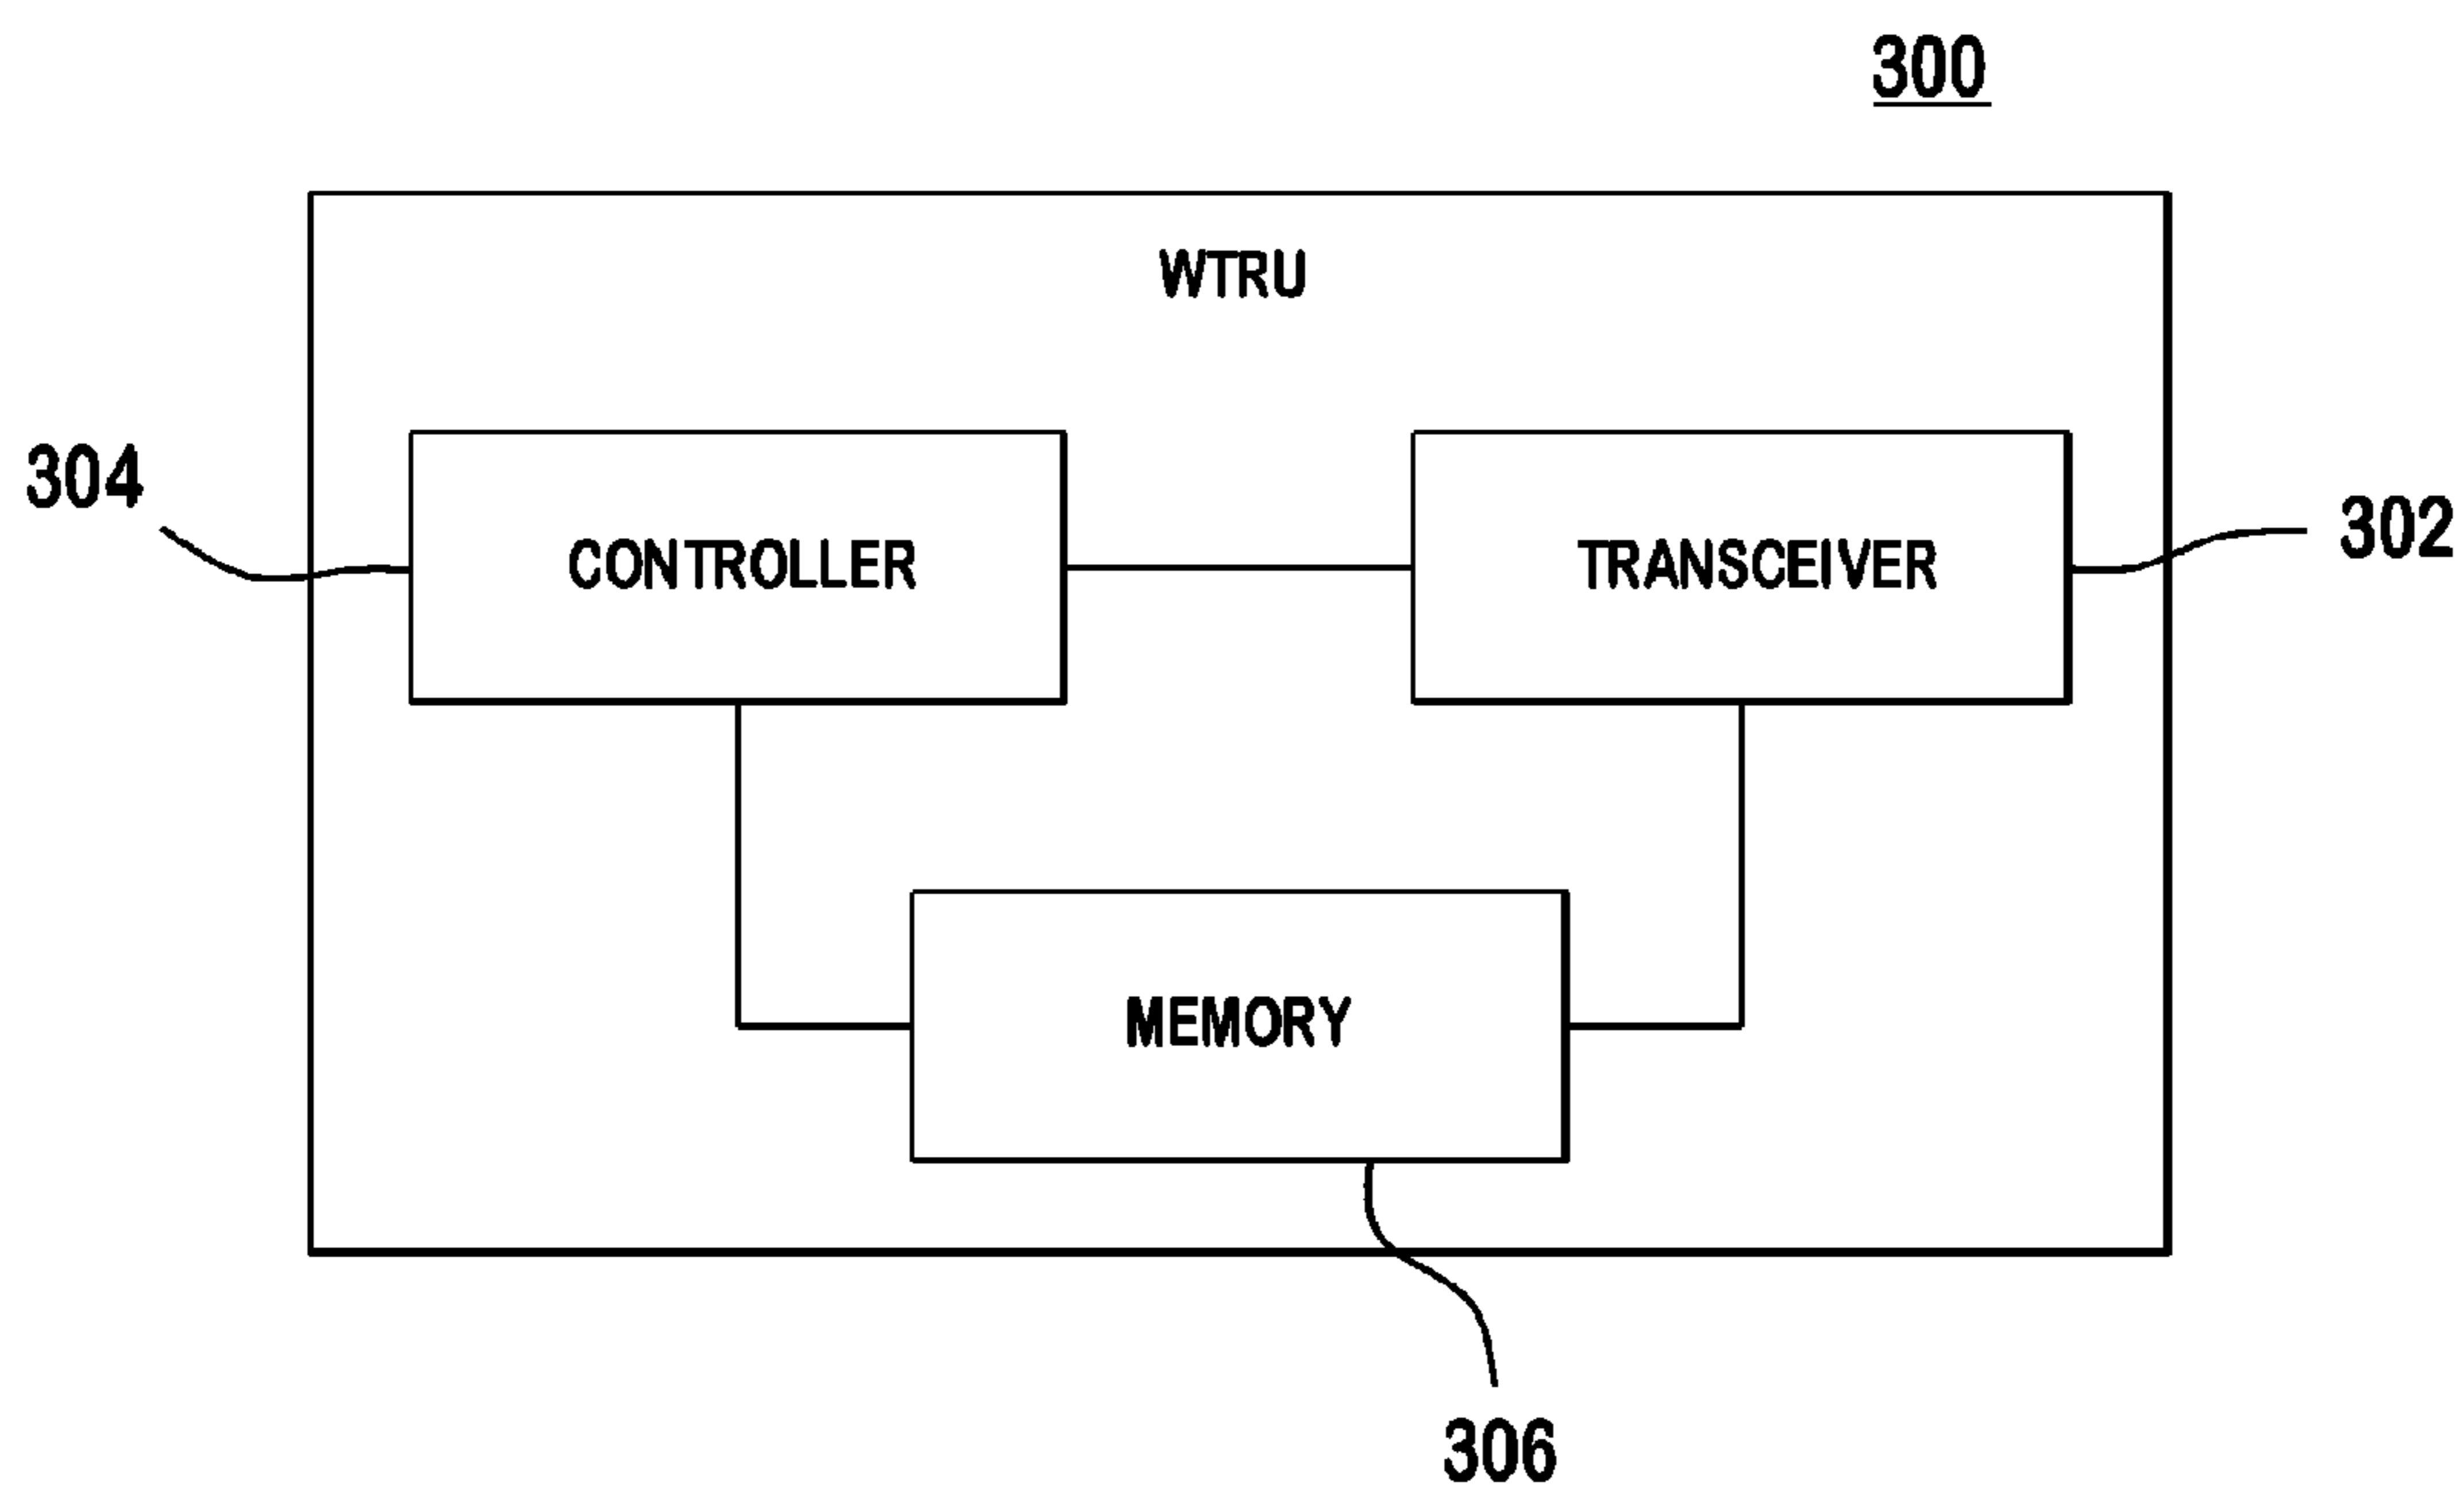 300
WTRU
304
CONTROLLER
TRANSCEIVER
302
MEMORY
306